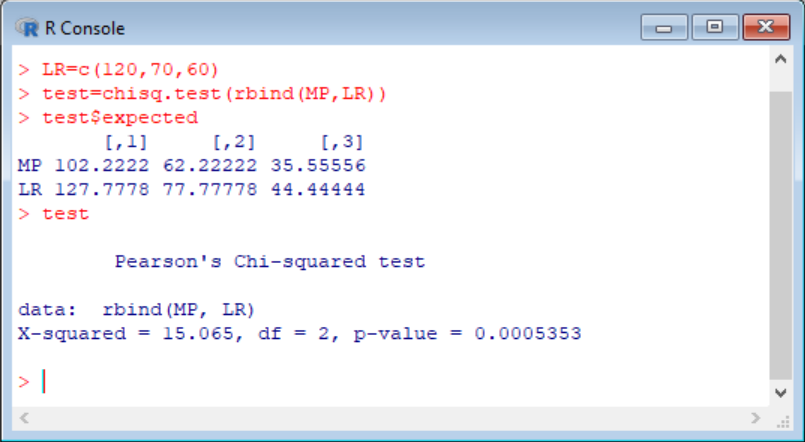 R Console
> LR=c(120,70,60)
> test=chisq.test(rbind(MP,LR))
> test$expected
[,1] [,2] [,3]
MP 102.2222 62.22222 35.55556
LR 127.7778 77.77778 44.44444
> test
Pearson's Chi-squared test
data: rbind(MP, LR)
X-squared = 15.065, df = 2, p-value = 0.0005353
>